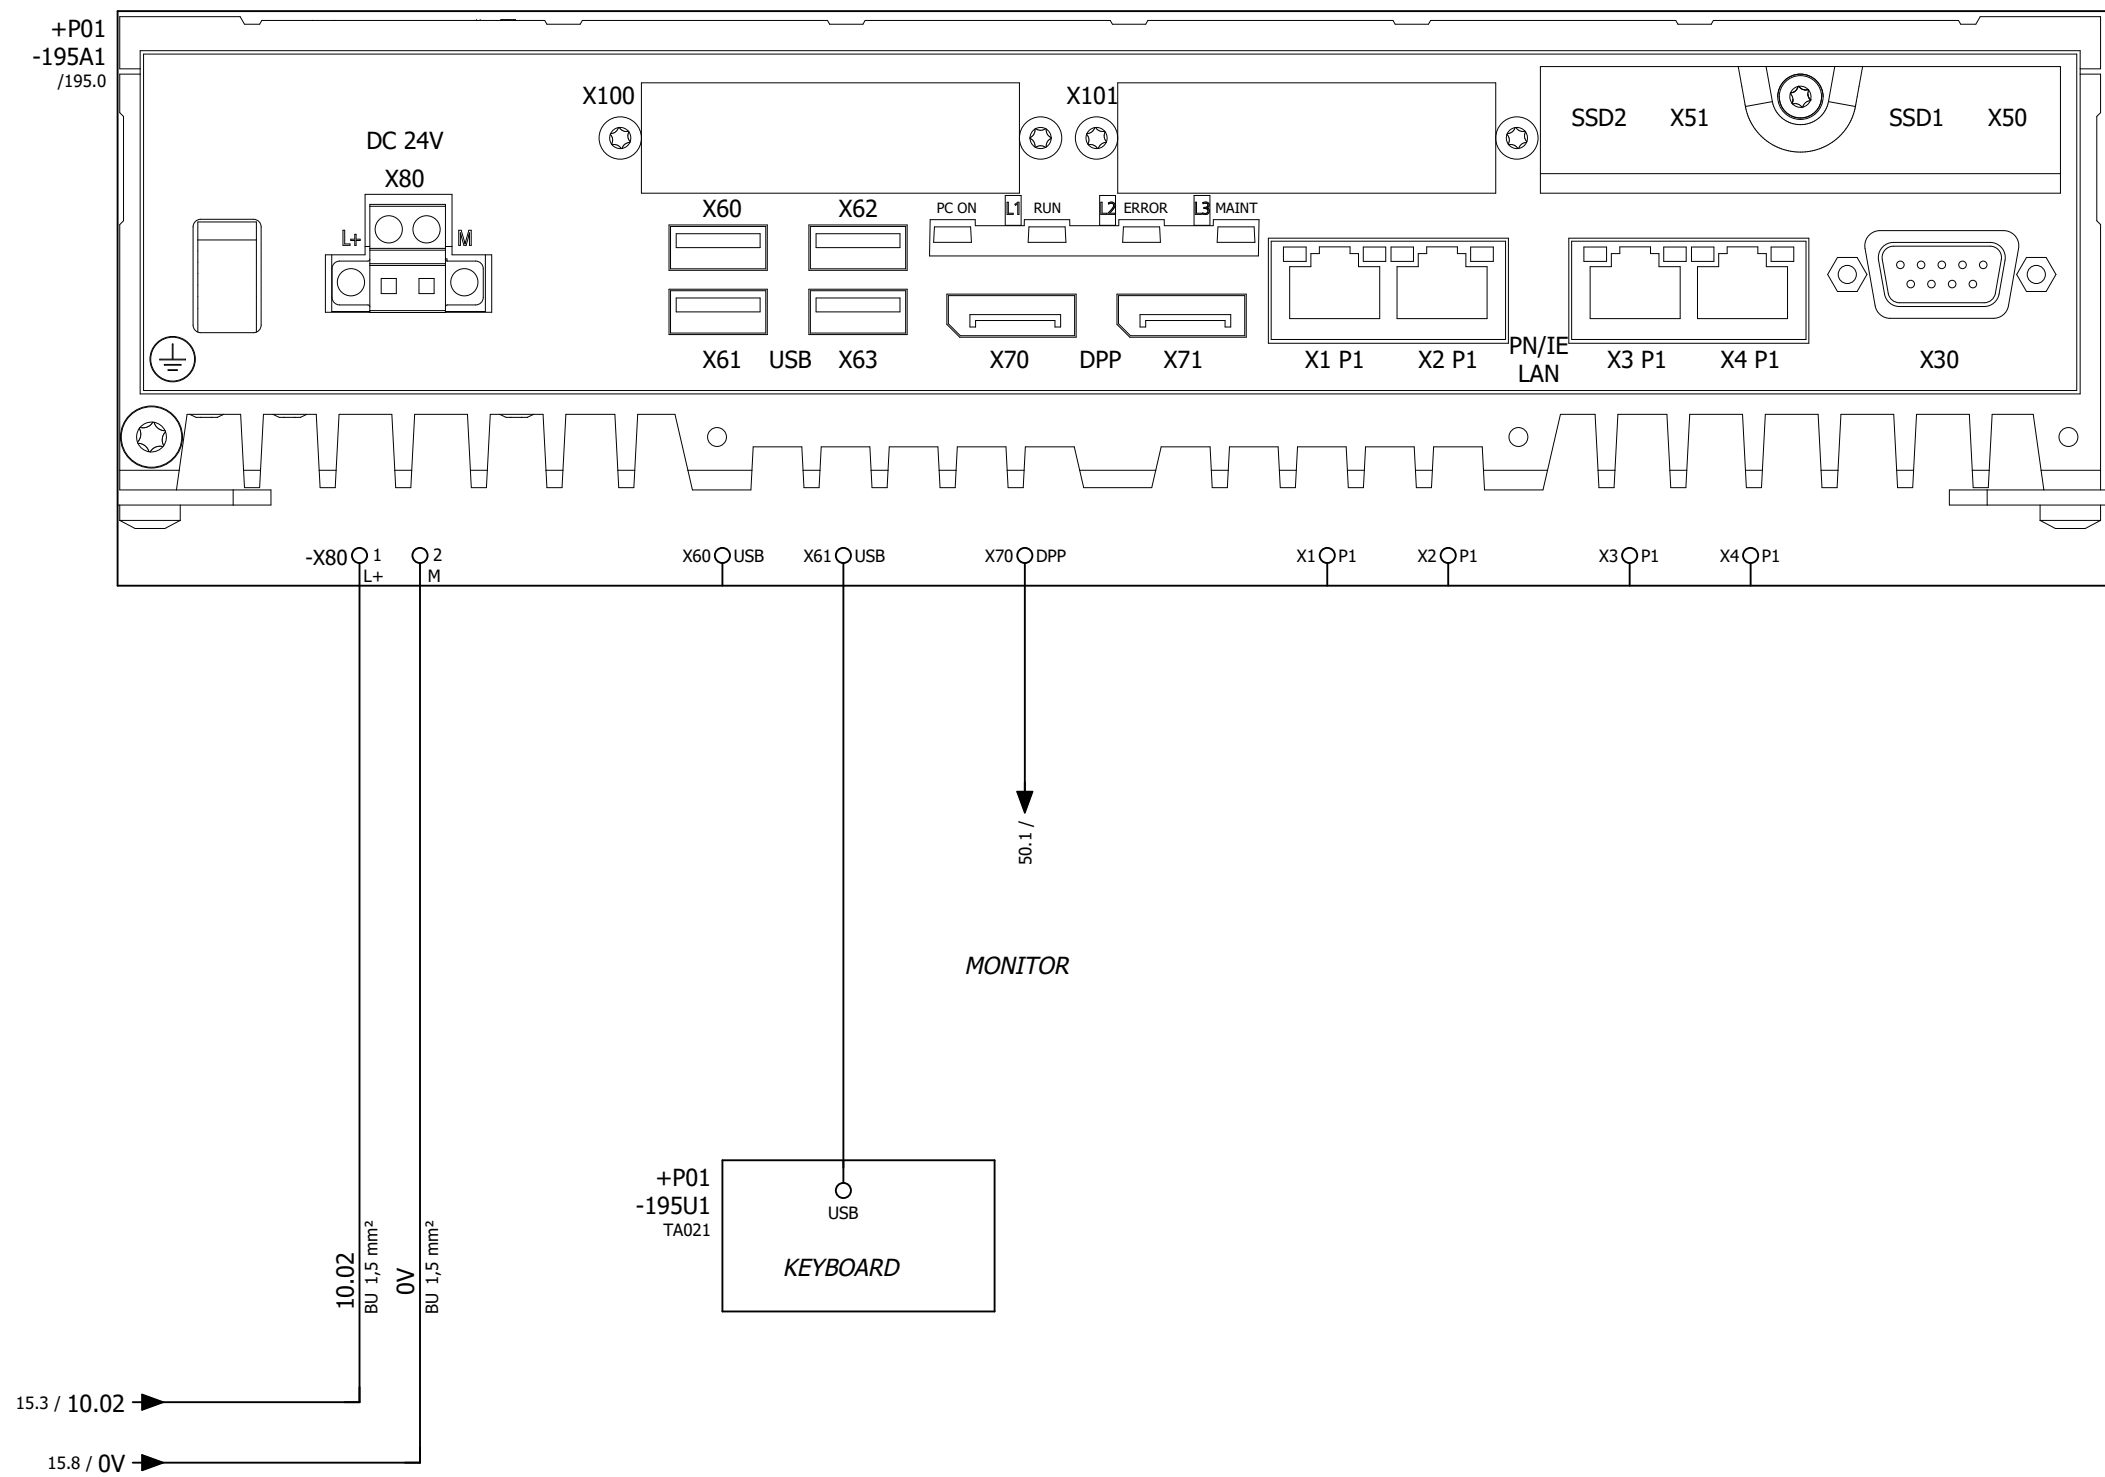 +P01
-195A1
/195.0
X100
X101
SSD2 X51 SSD1 X50
DC 24V
X80
L+ M
X60 X62
PC ON L1 RUN L2 ERROR L3 MAINT
X61 USB X63
X70 DPP X71
X1 P1 X2 P1
PN/IE
LAN
X3 P1 X4 P1
X30
-X80 1 2
L+ M
X60 USB
X61 USB
X70 DPP
X1 P1
X2 P1
X3 P1
X4 P1
50.1 /
MONITOR
+P01
-195U1
TA021
USB
KEYBOARD
10.02
BU 1,5 mm²
0V
BU 1,5 mm²
15.3 / 10.02
15.8 / 0V